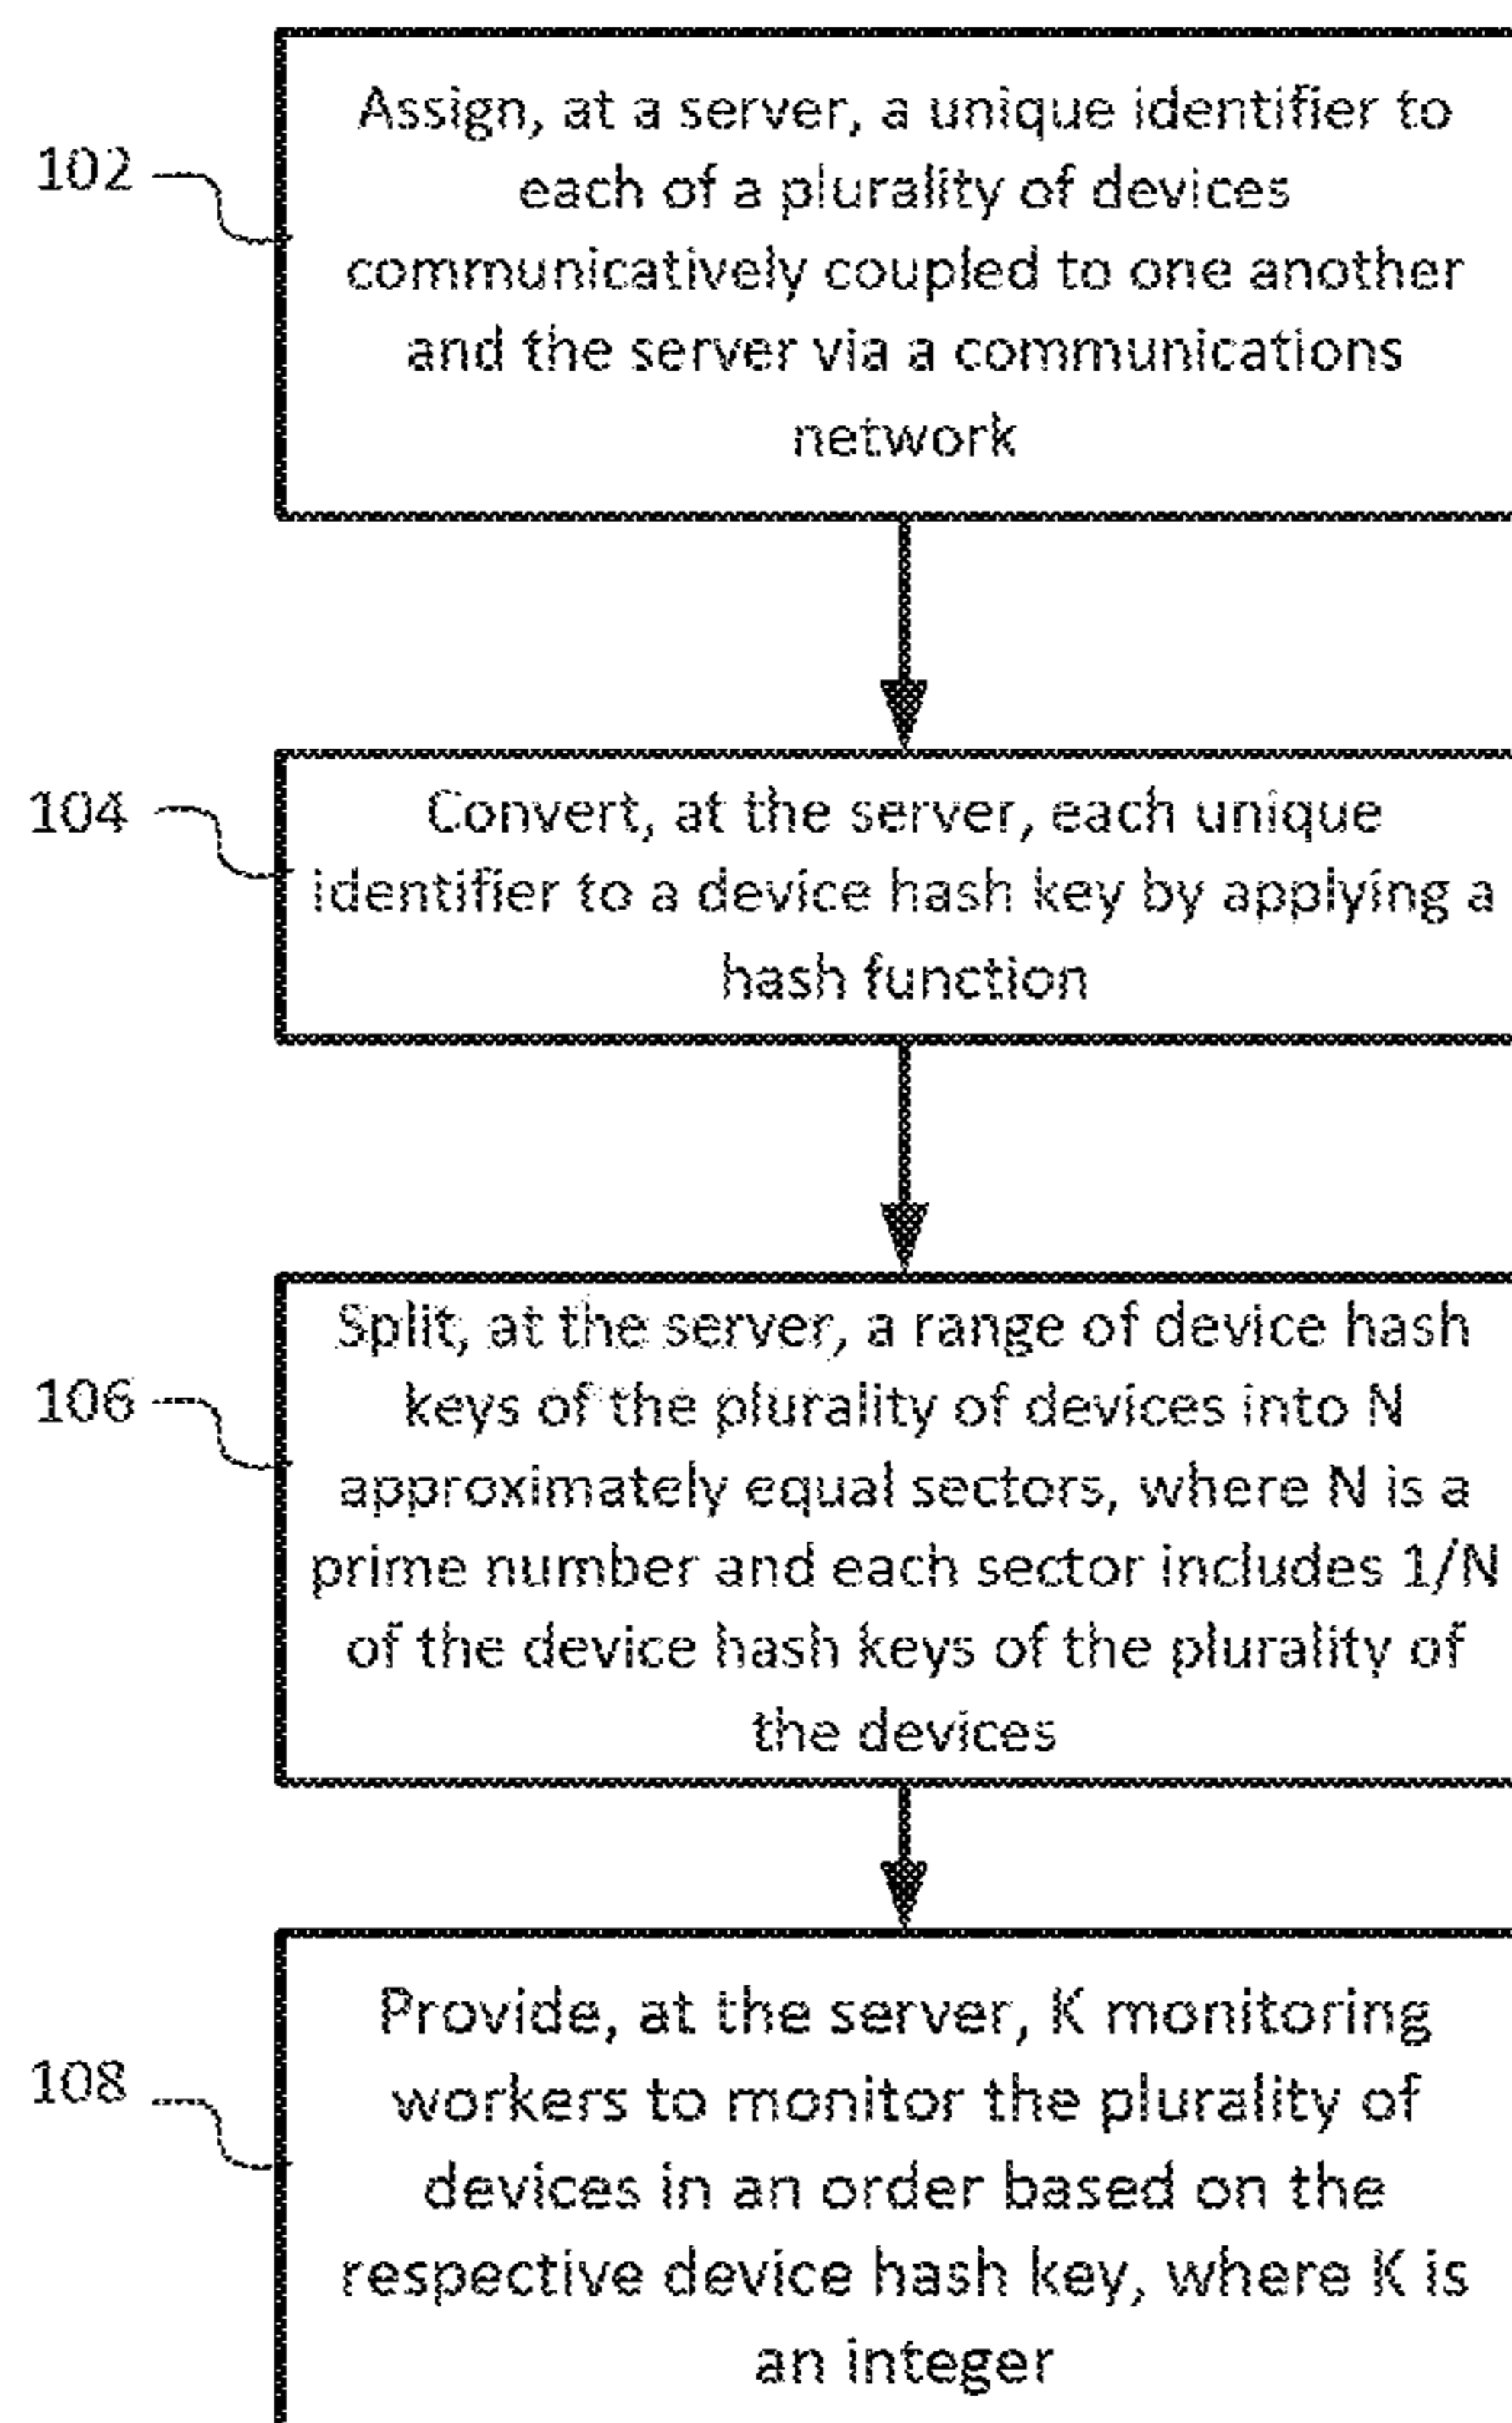 102
Assign, at a server, a unique identifier to
each of a plurality of devices
communicatively coupled to one another
and the server via a communications
network
104
Convert, at the server, each unique
identifier to a device hash key by applying a
hash function
106
Split, at the server, a range of device hash
keys of the plurality of devices into N
approximately equal sectors, where N is a
prime number and each sector includes 1/N
of the device hash keys of the plurality of
the devices
108
Provide, at the server, K monitoring
workers to monitor the plurality of
devices in an order based on the
respective device hash key, where K is
an integer